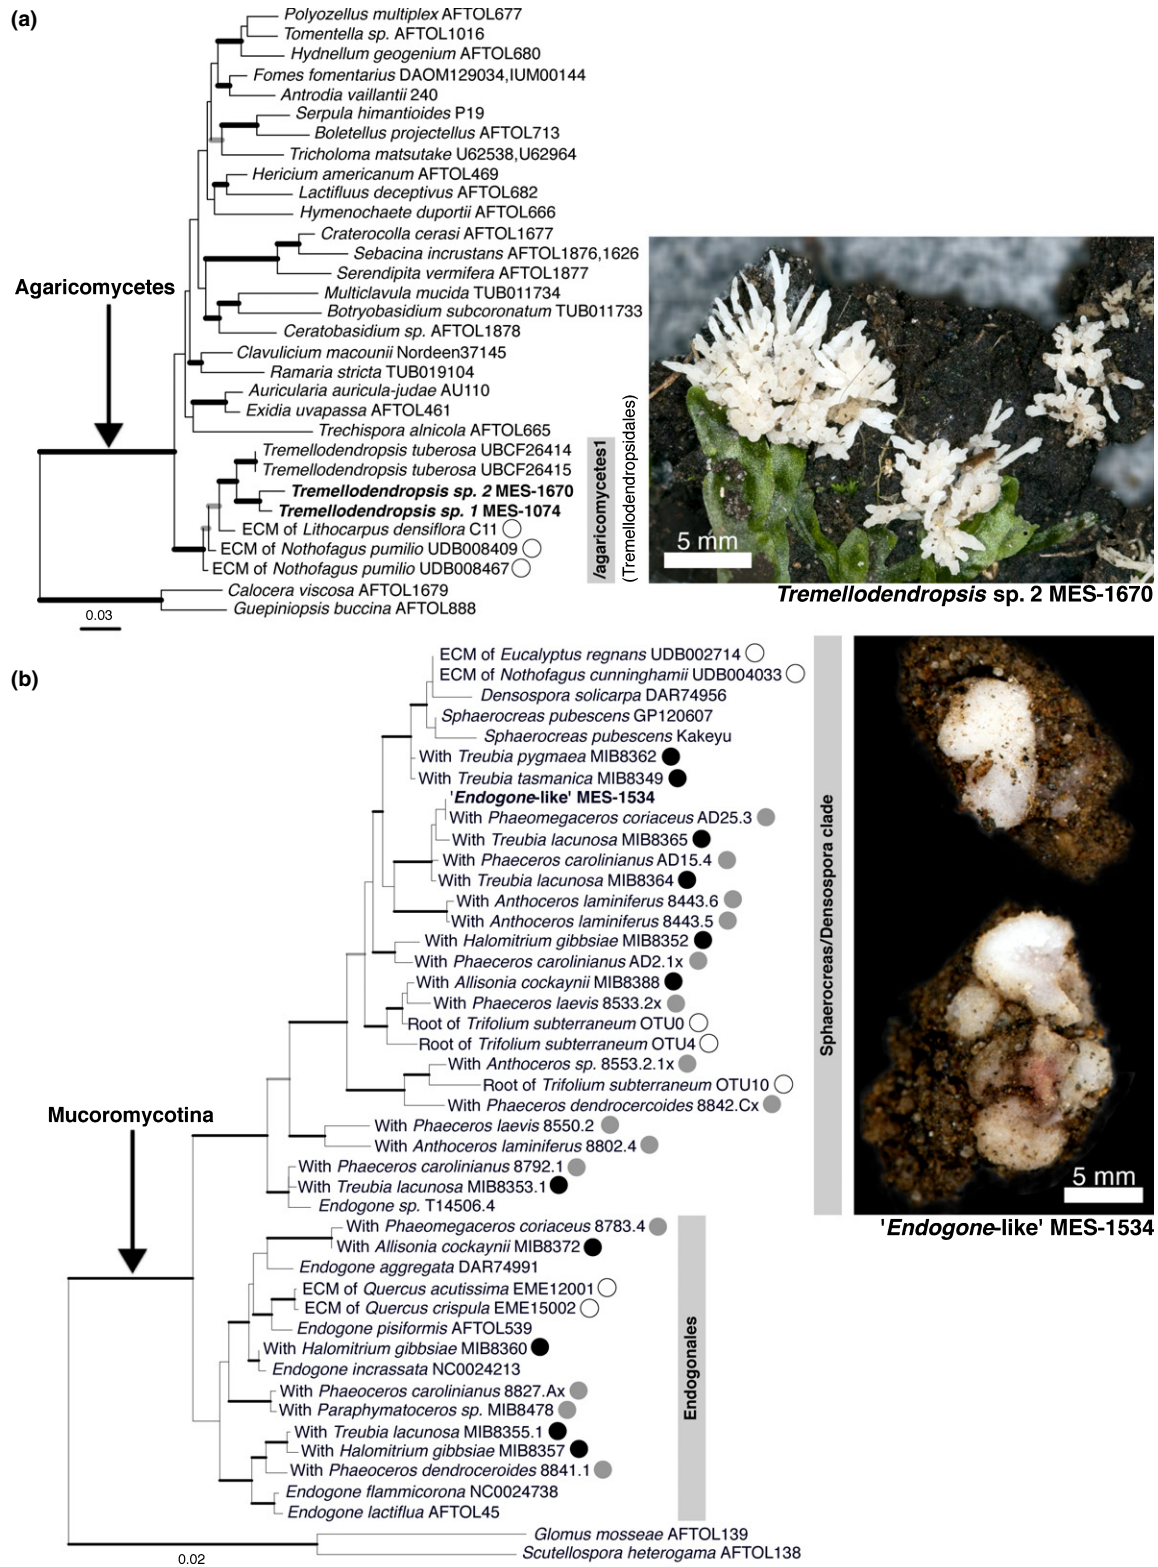 (a)
Polyozellus multiplex AFTOL677
Tomentella sp. AFTOL1016
Hydnellum geogenium AFTOL680
Fomes fomentarius DAOM129034,IUM00144
Antrodia vaillantii 240
Serpula himantioides P19
Boletellus projectellus AFTOL713
Tricholoma matsutake U62538,U62964
Hericium americanum AFTOL469
Lactifluus deceptivus AFTOL682
Hymenochaete duportii AFTOL666
Craterocolla cerasi AFTOL1677
Sebacina incrustans AFTOL1876,1626
Serendipita vermifera AFTOL1877
Agaricomycetes
Multiclavula mucida TUB011734
Botryobasidium subcoronatum TUB011733
Ceratobasidium sp. AFTOL1878
Clavulicium macounii Nordeen37145
Ramaria stricta TUB019104
Auricularia auricula-judae AU110
Exidia uvapassa AFTOL461
Trechispora alnicola AFTOL665
Tremellodendropsis tuberosa UBCF26414
Tremellodendropsis tuberosa UBCF26415
Tremellodendropsis sp. 2 MES-1670
Tremellodendropsis sp. 1 MES-1074
ECM of Lithocarpus densiflora C11
ECM of Nothofagus pumilio UDB008409
ECM of Nothofagus pumilio UDB008467
Calocera viscosa AFTOL1679
Guepiniopsis buccina AFTOL888
0.03
/agaricomycetes1
(Tremellodendropsidales)
5 mm
Tremellodendropsis sp. 2 MES-1670
(b)
ECM of Eucalyptus regnans UDB002714
ECM of Nothofagus cunninghamii UDB004033
Densospora solicarpa DAR74956
Sphaerocreas pubescens GP120607
Sphaerocreas pubescens Kakeyu
With Treubia pygmaea MIB8362
With Treubia tasmanica MIB8349
'Endogone-like' MES-1534
With Phaeomegaceros coriaceus AD25.3
With Treubia lacunosa MIB8365
With Phaeceros carolinianus AD15.4
With Treubia lacunosa MIB8364
With Anthoceros laminiferus 8443.6
With Anthoceros laminiferus 8443.5
With Halomitrium gibbsiae MIB8352
With Phaeceros carolinianus AD2.1x
With Allisonia cockaynii MIB8388
With Phaeceros laevis 8533.2x
Root of Trifolium subterraneum OTU0
Root of Trifolium subterraneum OTU4
With Anthoceros sp. 8553.2.1x
Root of Trifolium subterraneum OTU10
With Phaeceros dendrocercoides 8842.Cx
Mucoromycotina
With Phaeceros laevis 8550.2
With Anthoceros laminiferus 8802.4
With Phaeceros carolinianus 8792.1
With Treubia lacunosa MIB8353.1
Endogone sp. T14506.4
With Phaeomegaceros coriaceus 8783.4
With Allisonia cockaynii MIB8372
Endogone aggregata DAR74991
ECM of Quercus acutissima EME12001
ECM of Quercus crispula EME15002
Endogone pisiformis AFTOL539
With Halomitrium gibbsiae MIB8360
Endogone incrassata NC0024213
With Phaeoceros carolinianus 8827.Ax
With Paraphymatoceros sp. MIB8478
With Treubia lacunosa MIB8355.1
With Halomitrium gibbsiae MIB8357
With Phaeoceros dendroceroides 8841.1
Endogone flammicorona NC0024738
Endogone lactiflua AFTOL45
Glomus mosseae AFTOL139
Scutellospora heterogama AFTOL138
0.02
Sphaerocreas/Densospora clade
Endogonales
5 mm
'Endogone-like' MES-1534